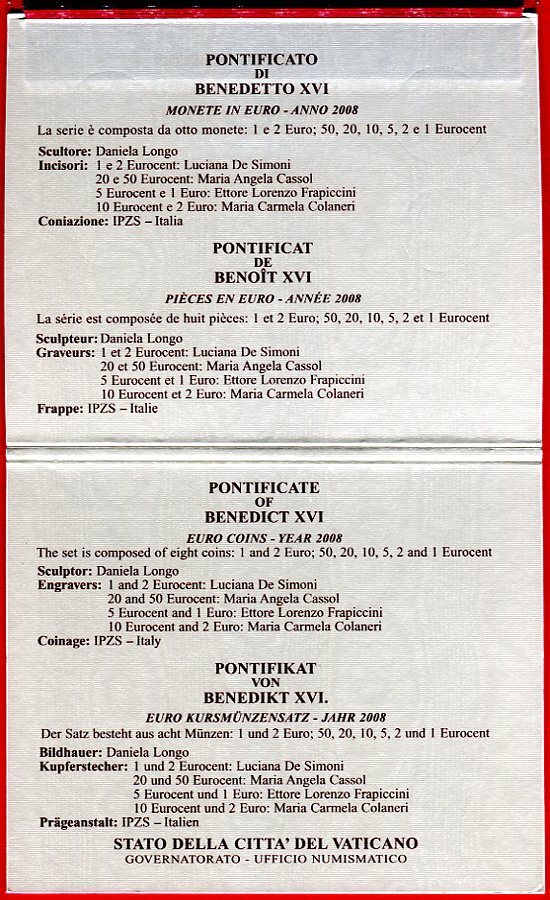 PONTIFICATO
DI
BENEDETTO XVI
MONETE IN EURO - ANNO 2008
La serie è composta da otto monete: 1 e 2 Euro; 50, 20, 10, 5, 2 e 1 Eurocent
Scultore: Daniela Longo
Incisori: 1 e 2 Eurocent: Luciana De Simoni
20 e 50 Eurocent: Maria Angela Cassol
5 Eurocent e 1 Euro: Ettore Lorenzo Frapiccini
10 Eurocent e 2 Euro: Maria Carmela Colaneri
Coniazione: IPZS – Italia
PONTIFICAT
DE
BENOÎT XVI
PIÈCES EN EURO - ANNÉE 2008
La série est composée de huit pièces: 1 et 2 Euro; 50, 20, 10, 5, 2 et 1 Eurocent
Sculpteur: Daniela Longo
Graveurs: 1 et 2 Eurocent: Luciana De Simoni
20 et 50 Eurocent: Maria Angela Cassol
5 Eurocent et 1 Euro: Ettore Lorenzo Frapiccini
10 Eurocent et 2 Euro: Maria Carmela Colaneri
Frappe: IPZS – Italie
PONTIFICATE
OF
BENEDICT XVI
EURO COINS - YEAR 2008
The set is composed of eight coins: 1 and 2 Euro; 50, 20, 10, 5, 2 and 1 Eurocent
Sculptor: Daniela Longo
Engravers: 1 and 2 Eurocent: Luciana De Simoni
20 and 50 Eurocent: Maria Angela Cassol
5 Eurocent and 1 Euro: Ettore Lorenzo Frapiccini
10 Eurocent and 2 Euro: Maria Carmela Colaneri
Coinage: IPZS – Italy
PONTIFIKAT
VON
BENEDIKT XVI.
EURO KURSMÜNZENSATZ - JAHR 2008
Der Satz besteht aus acht Münzen: 1 und 2 Euro; 50, 20, 10, 5, 2 und 1 Eurocent
Bildhauer: Daniela Longo
Kupferstecher: 1 und 2 Eurocent: Luciana De Simoni
20 und 50 Eurocent: Maria Angela Cassol
5 Eurocent und 1 Euro: Ettore Lorenzo Frapiccini
10 Eurocent und 2 Euro: Maria Carmela Colaneri
Prägeanstalt: IPZS – Italien
STATO DELLA CITTA' DEL VATICANO
GOVERNATORATO - UFFICIO NUMISMATICO